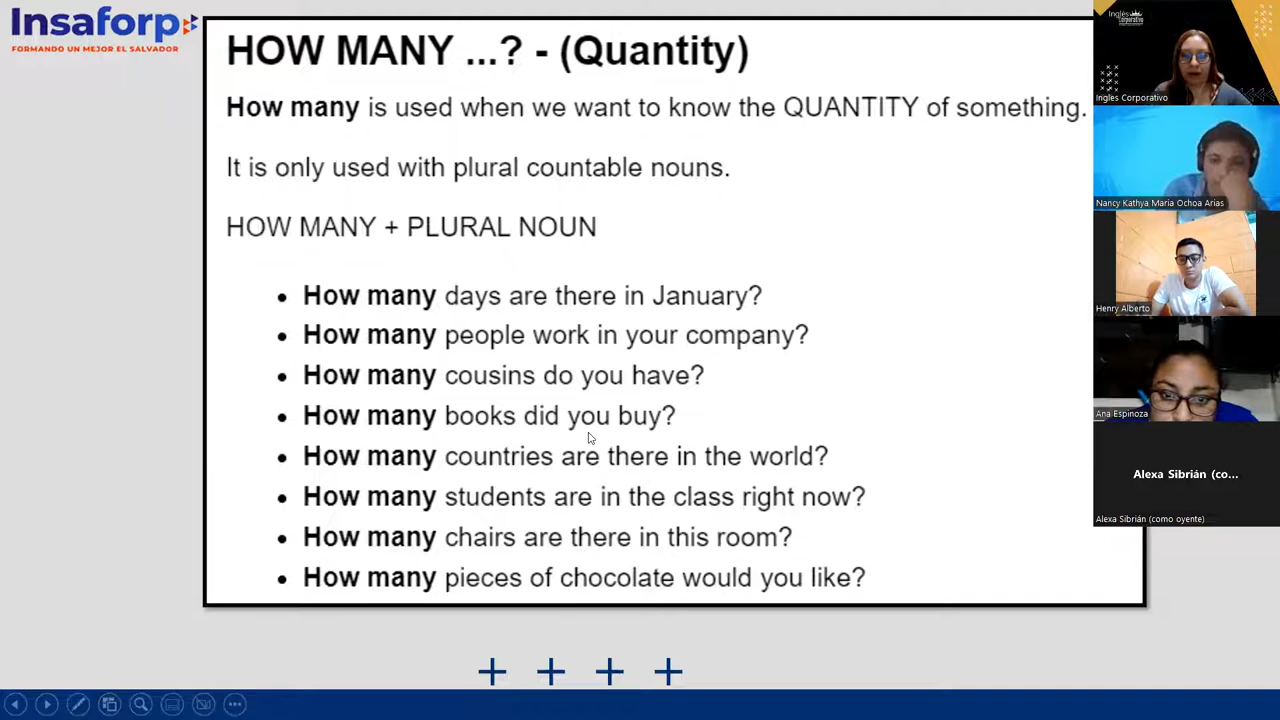 Insaforp
FORMANDO UN MEJOR EL SALVADOR
HOW MANY ...? - (Quantity)
How many is used when we want to know the QUANTITY of something.
It is only used with plural countable nouns.
HOW MANY + PLURAL NOUN
• How many days are there in January?
• How many people work in your company?
• How many cousins do you have?
• How many books did you buy?
• How many countries are there in the world?
• How many students are in the class right now?
• How many chairs are there in this room?
• How many pieces of chocolate would you like?
Inglés
Corporativo
Ingles Corporativo
Nancy Kathya Maria Ochoa Arias
Henry Alberto
Ana Espinoza
Alexa Sibrián (co...
Alexa Sibrián (como oyente)